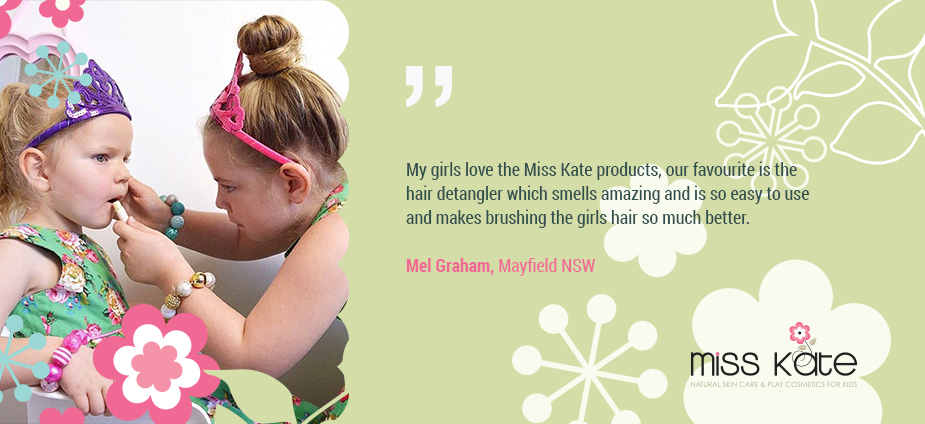 My girls love the Miss Kate products, our favourite is the
hair detangler which smells amazing and is so easy to use
and makes brushing the girls hair so much better.
Mel Graham, Mayfield NSW
miss kate
NATURAL SKIN CARE & PLAY COSMETICS FOR KIDS